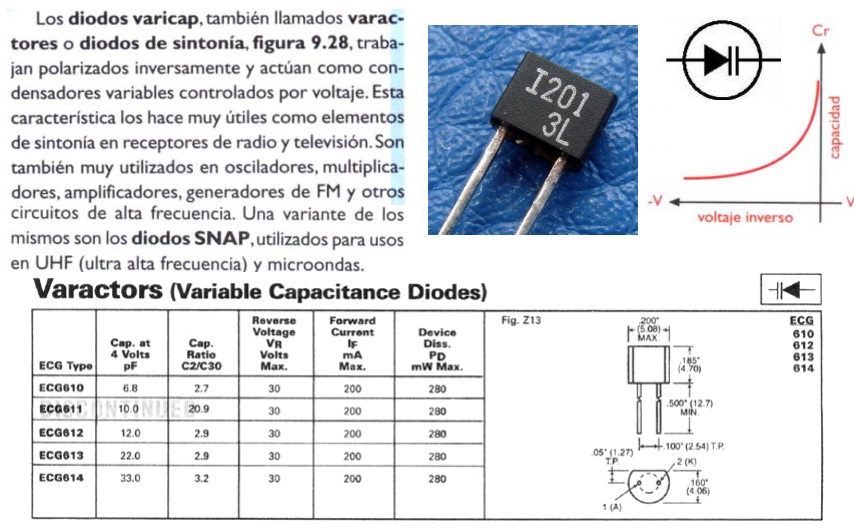 Los diodos varicap, también llamados varac-
tores o diodos de sintonía, figura 9.28, traba-
jan polarizados inversamente y actúan como con-
densadores variables controlados por voltaje. Esta
característica los hace muy útiles como elementos
de sintonía en receptores de radio y televisión. Son
también muy utilizados en osciladores, multiplica-
dores, amplificadores, generadores de FM y otros
circuitos de alta frecuencia. Una variante de los
mismos son los diodos SNAP, utilizados para usos
en UHF (ultra alta frecuencia) y microondas.
I201
3L
Cr
capacidad
-V
V
voltaje inverso
Varactors (Variable Capacitance Diodes)
ECG Type
Cap. at
4 Volts
pF
Cap.
Ratio
C2/C30
Reverse
Voltage
VR
Volts
Max.
Forward
Current
IF
mA
Max.
Device
Diss.
PD
mW Max.
ECG610 6.8 2.7 30 200 280
ECG611 10.0 20.9 30 200 280
DISCONTINUED
ECG612 12.0 2.9 30 200 280
ECG613 22.0 2.9 30 200 280
ECG614 33.0 3.2 30 200 280
Fig. Z13
ECG
610
612
613
614
.200"
(5.08)
MAX.
.185"
(4.70)
.500" (12.7)
MIN.
.100" (2.54) T.P.
.05" (1.27)
T.P.
2 (K)
.160"
(4.06)
1 (A)